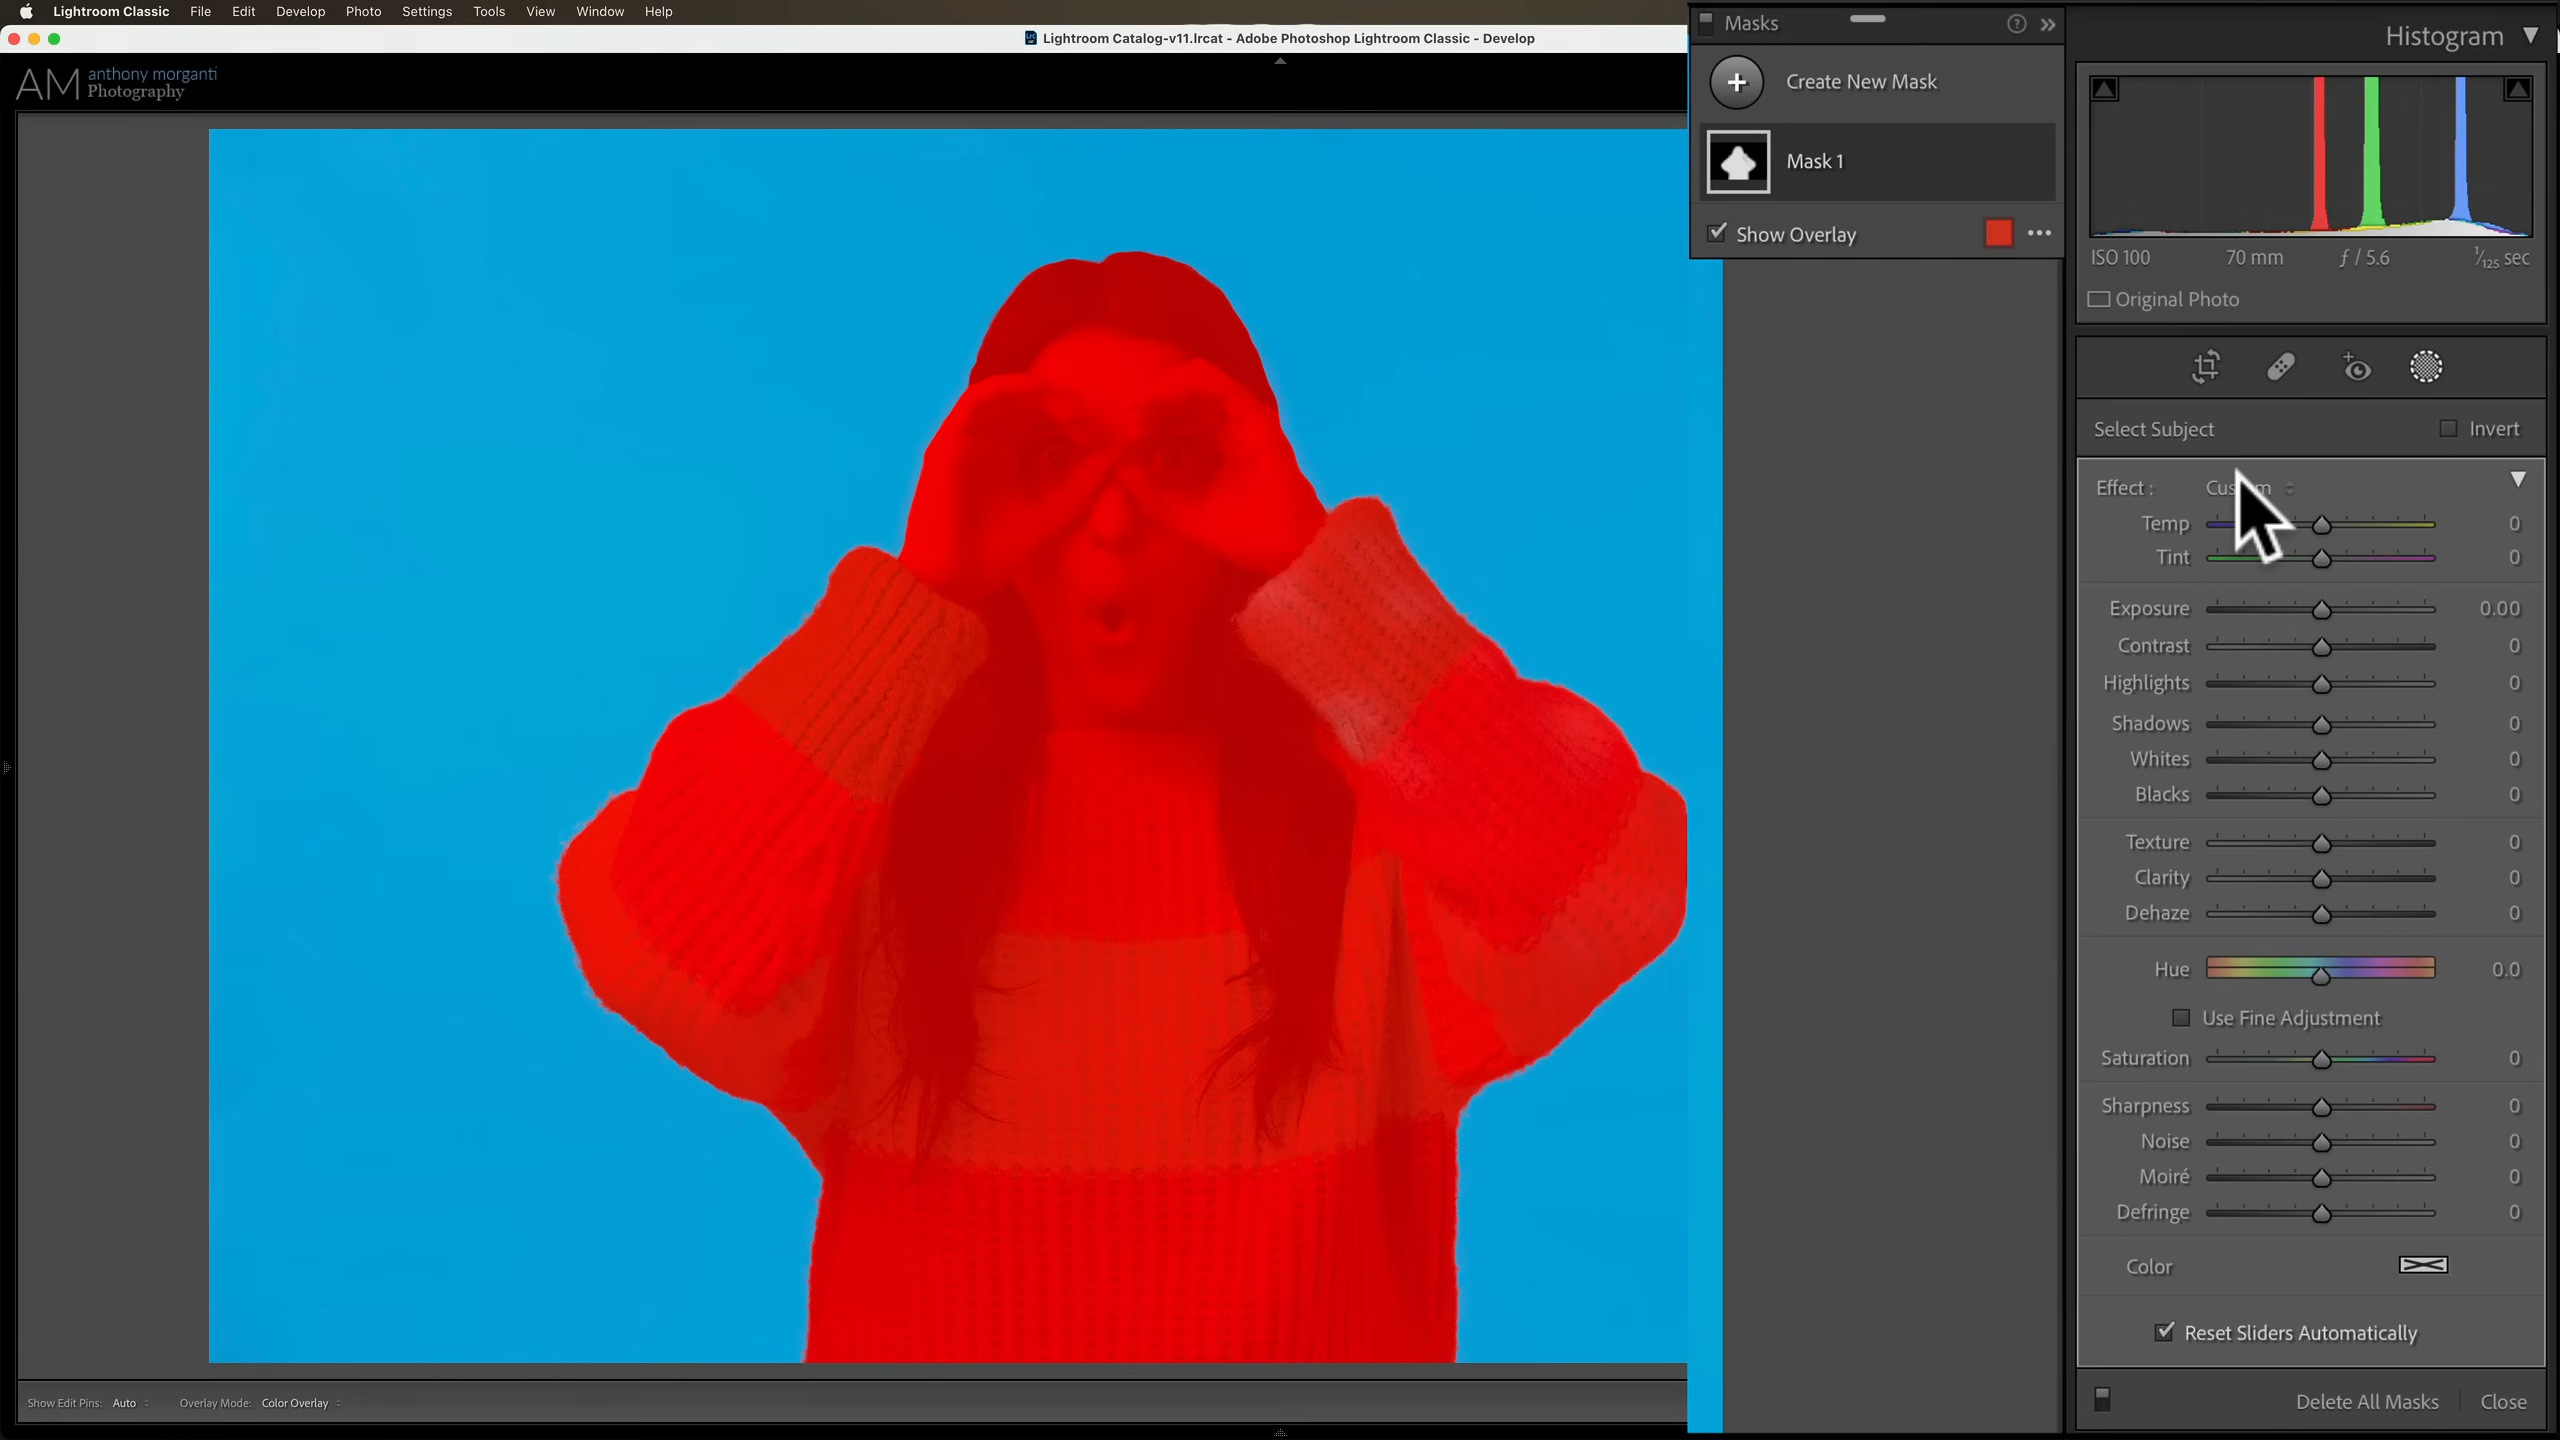 Lightroom Classic File Edit Develop Photo Settings Tools View Window Help
Lightroom Catalog-v11.lrcat - Adobe Photoshop Lightroom Classic - Develop
AM anthony morganti
Photography
Masks
Create New Mask
Mask 1
Show Overlay
Histogram
ISO 100 70 mm ƒ / 5.6 1/125 sec
Original Photo
Select Subject Invert
Effect :
Temp 0
Tint 0
Exposure 0.00
Contrast 0
Highlights 0
Shadows 0
Whites 0
Blacks 0
Texture 0
Clarity 0
Dehaze 0
Hue 0.0
Use Fine Adjustment
Saturation 0
Sharpness 0
Noise 0
Moiré 0
Defringe 0
Color
Reset Sliders Automatically
Delete All Masks Close
Show Edit Pins: Auto Overlay Mode: Color Overlay